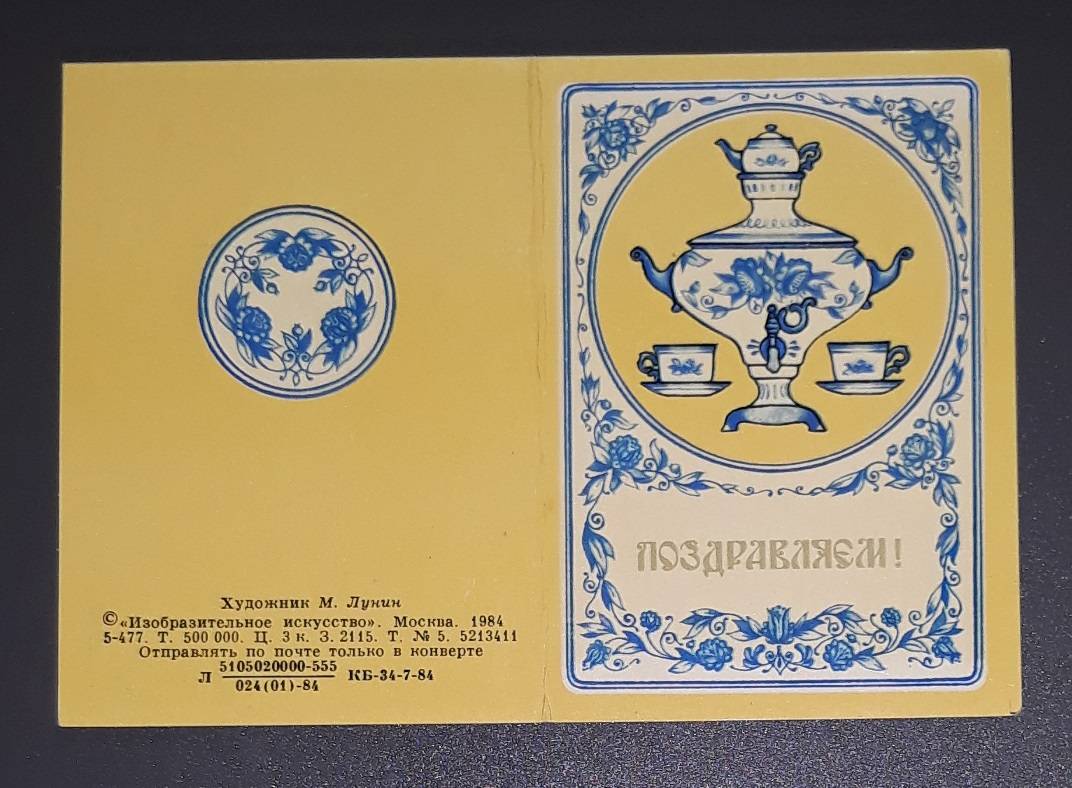 Художник М. Лунин
© «Изобразительное искусство». Москва. 1984
5-477. Т. 500 000. Ц. 3 к. З. 2115. Т. № 5. 5213411
Отправлять по почте только в конверте
Л 5105020000-555 КБ-34-7-84
024(01)-84
ПОЗДРАВЛЯЕМ!